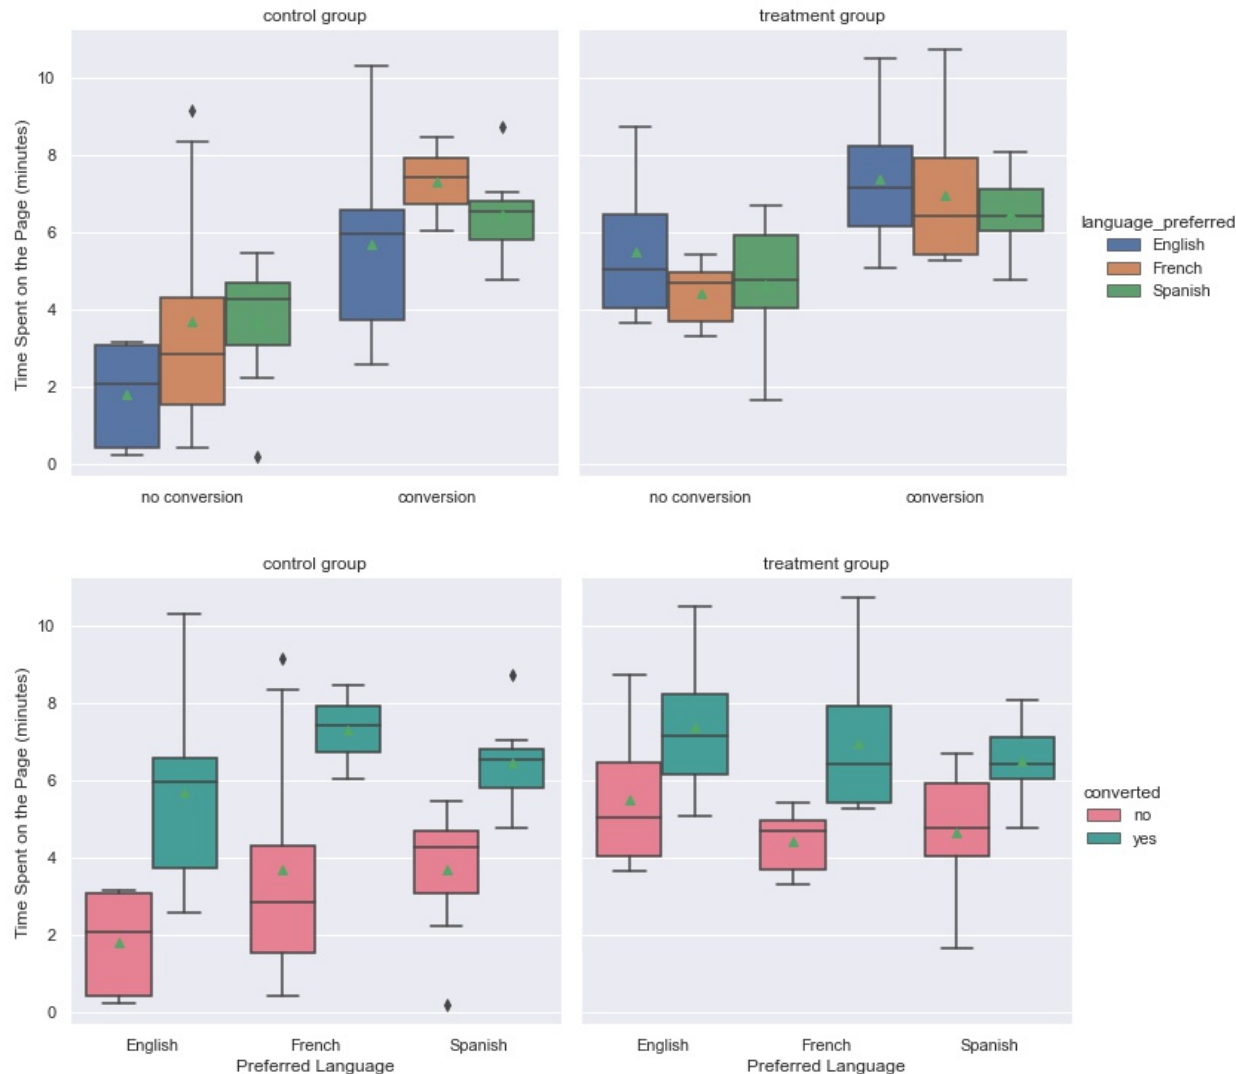 control group
treatment group
Time Spent on the Page (minutes)
10
8
6
4
2
0
no conversion
conversion
no conversion
conversion
language_preferred
English
French
Spanish
control group
treatment group
Time Spent on the Page (minutes)
10
8
6
4
2
0
English
French
Spanish
Preferred Language
English
French
Spanish
Preferred Language
converted
no
yes